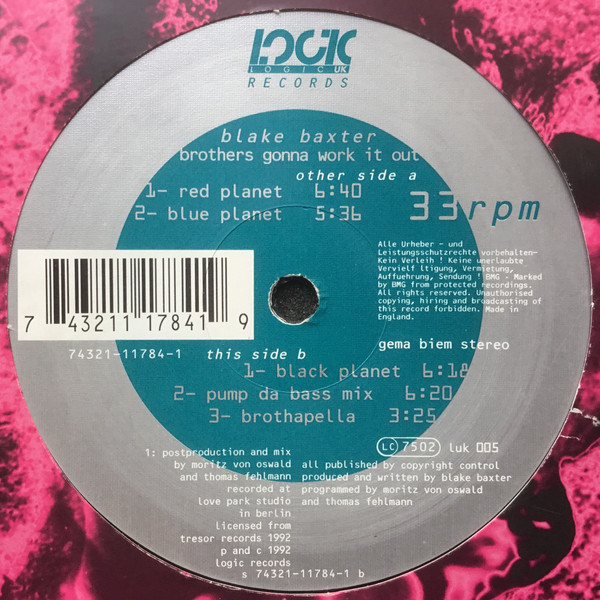 LOGIC
LOGIC UK
RECORDS
blake baxter
brothers gonna work it out
other side a
1- red planet 6:40
2- blue planet 5:36
33rpm
Alle Urheber - und
Leistungsschutzrechte vorbehalten-
Kein Verleih ! Keine unerlaubte
Vervielf ltigung, Vermietung,
Auffuehrung, Sendung ! BMG - Marked
by BMG from protected recordings.
All rights reserved. Unauthorised
copying, hiring and broadcasting of
this record forbidden. Made in
England.
7 43211 17841 9
74321-11784-1
this side b
gema biem stereo
1- black planet 6:18
2- pump da bass mix 6:20
3- brothapella 3:25
LC 7502 luk 005
1: postproduction and mix
by moritz von oswald
and thomas fehlmann
recorded at
love park studio
in berlin
licensed from
tresor records 1992
p and c 1992
logic records
s 74321-11784-1 b
all published by copyright control
produced and written by blake baxter
programmed by moritz von oswald
and thomas fehlmann